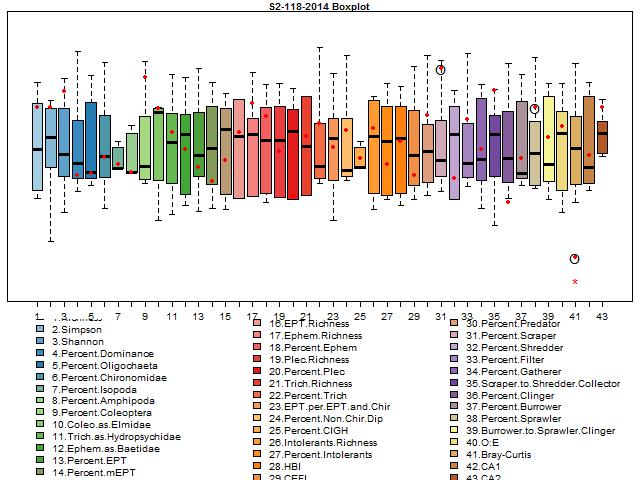 S2-118-2014 Boxplot
1 3 5 7 9 11 13 15 17 19 21 23 25 27 29 31 33 35 37 39 41 43
1.Richness
2.Simpson
3.Shannon
4.Percent.Dominance
5.Percent.Oligochaeta
6.Percent.Chironomidae
7.Percent.Isopoda
8.Percent.Amphipoda
9.Percent.Coleoptera
10.Coleo.as.Elmidae
11.Trich.as.Hydropsychidae
12.Ephem.as.Baetidae
13.Percent.EPT
14.Percent.mEPT
16.EPT.Richness
17.Ephem.Richness
18.Percent.Ephem
19.Plec.Richness
20.Percent.Plec
21.Trich.Richness
22.Percent.Trich
23.EPT.per.EPT.and.Chir
24.Percent.Non.Chir.Dip
25.Percent.CIGH
26.Intolerants.Richness
27.Percent.Intolerants
28.HBI
29.CEFI
30.Percent.Predator
31.Percent.Scraper
32.Percent.Shredder
33.Percent.Filter
34.Percent.Gatherer
35.Scraper.to.Shredder.Collector
36.Percent.Clinger
37.Percent.Burrower
38.Percent.Sprawler
39.Burrower.to.Sprawler.Clinger
40.O:E
41.Bray-Curtis
42.CA1
43.CA2